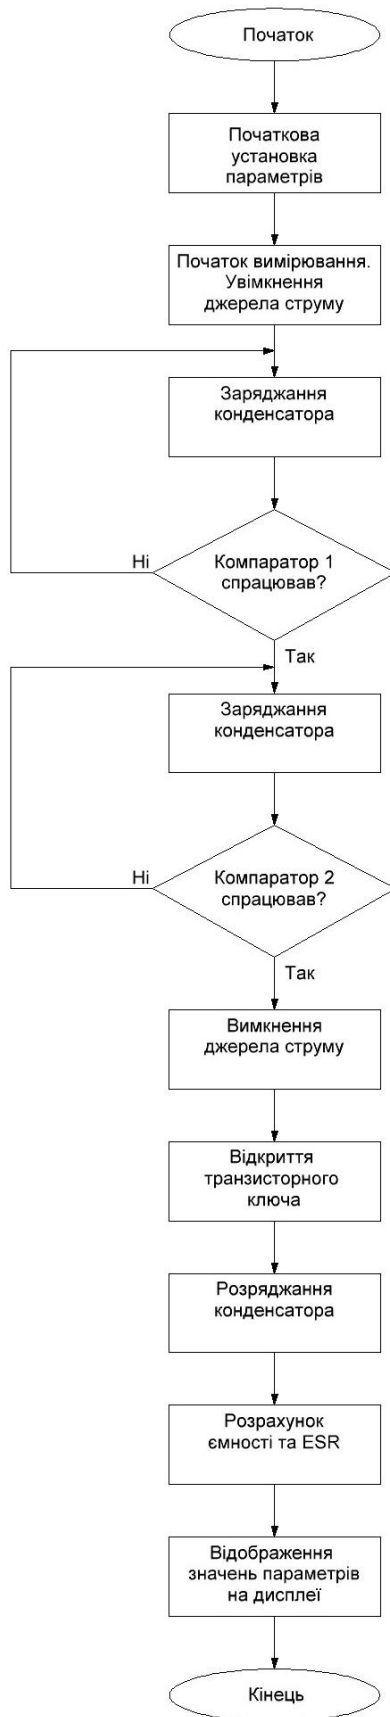 Початок
Початкова
установка
параметрів
Початок вимірювання.
Увімкнення
джерела струму
Заряджання
конденсатора
Ні
Компаратор 1
спрацював?
Так
Заряджання
конденсатора
Ні
Компаратор 2
спрацював?
Так
Вимкнення
джерела струму
Відкриття
транзисторного
ключа
Розряджання
конденсатора
Розрахунок
ємності та ESR
Відображення
значень параметрів
на дисплеї
Кінець